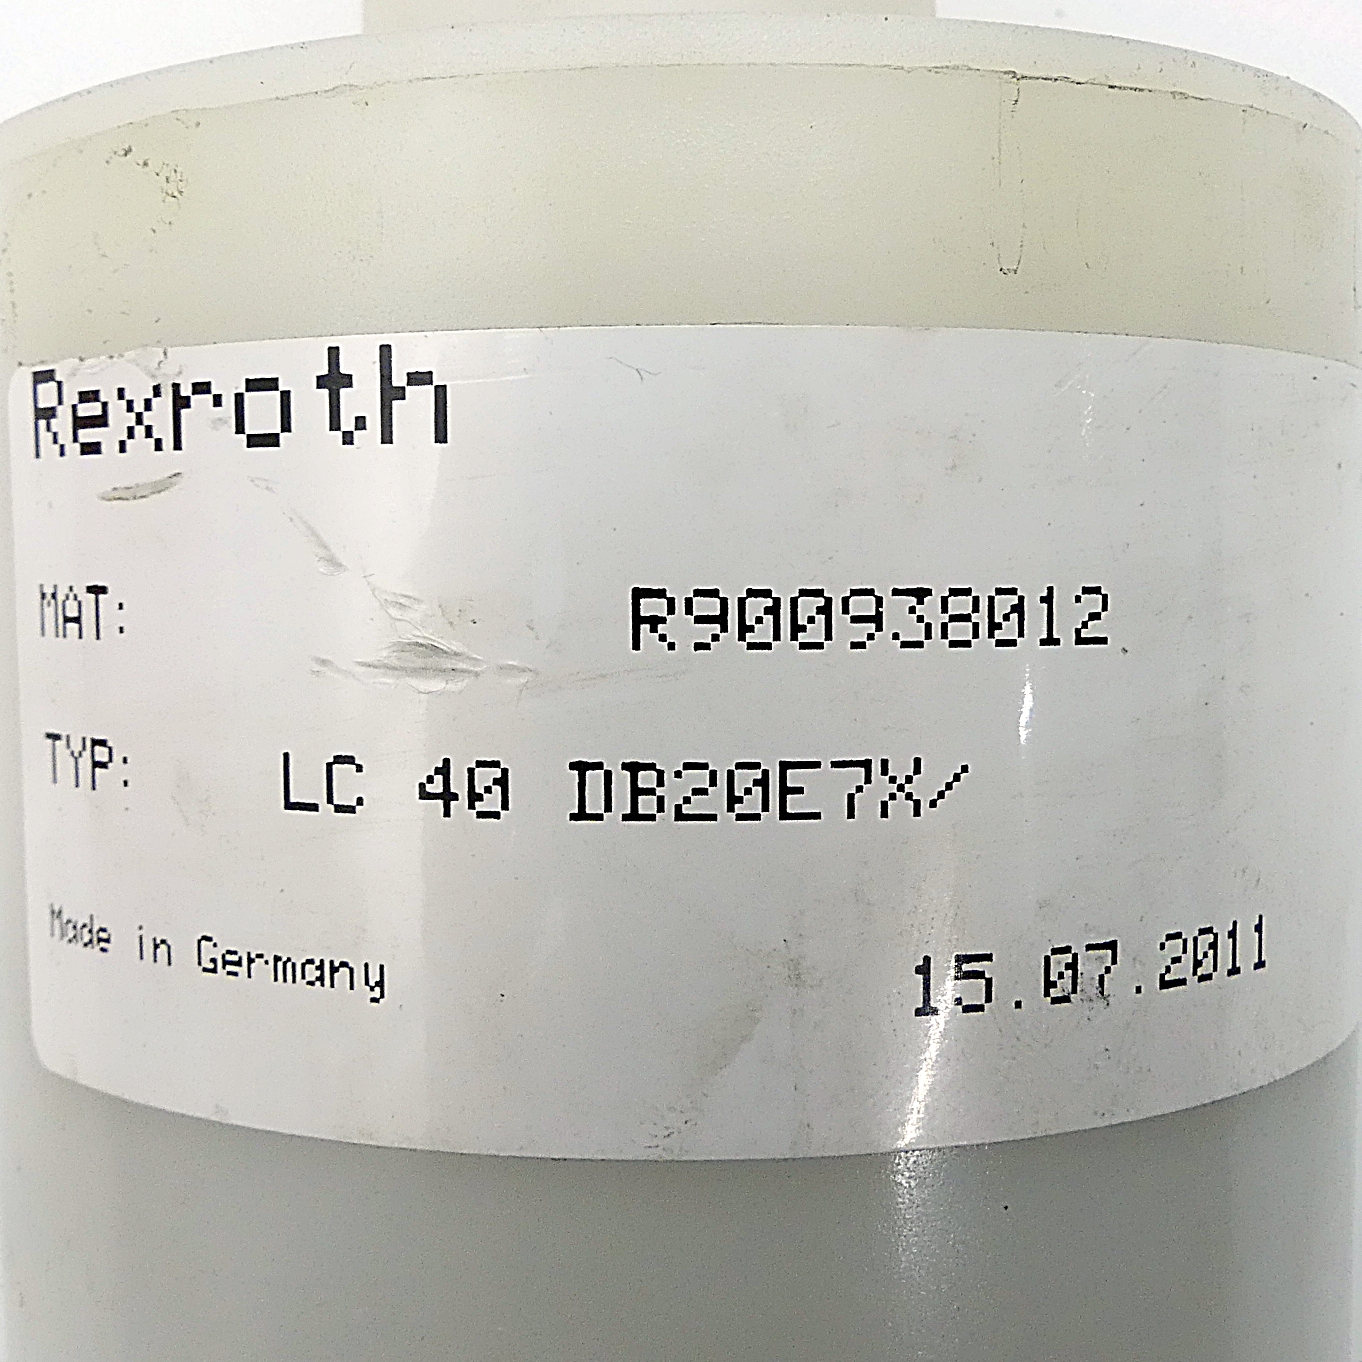 Rexroth
MAT: R900938012
TYP: LC 40 DB20E7X/
Made in Germany 15.07.2011